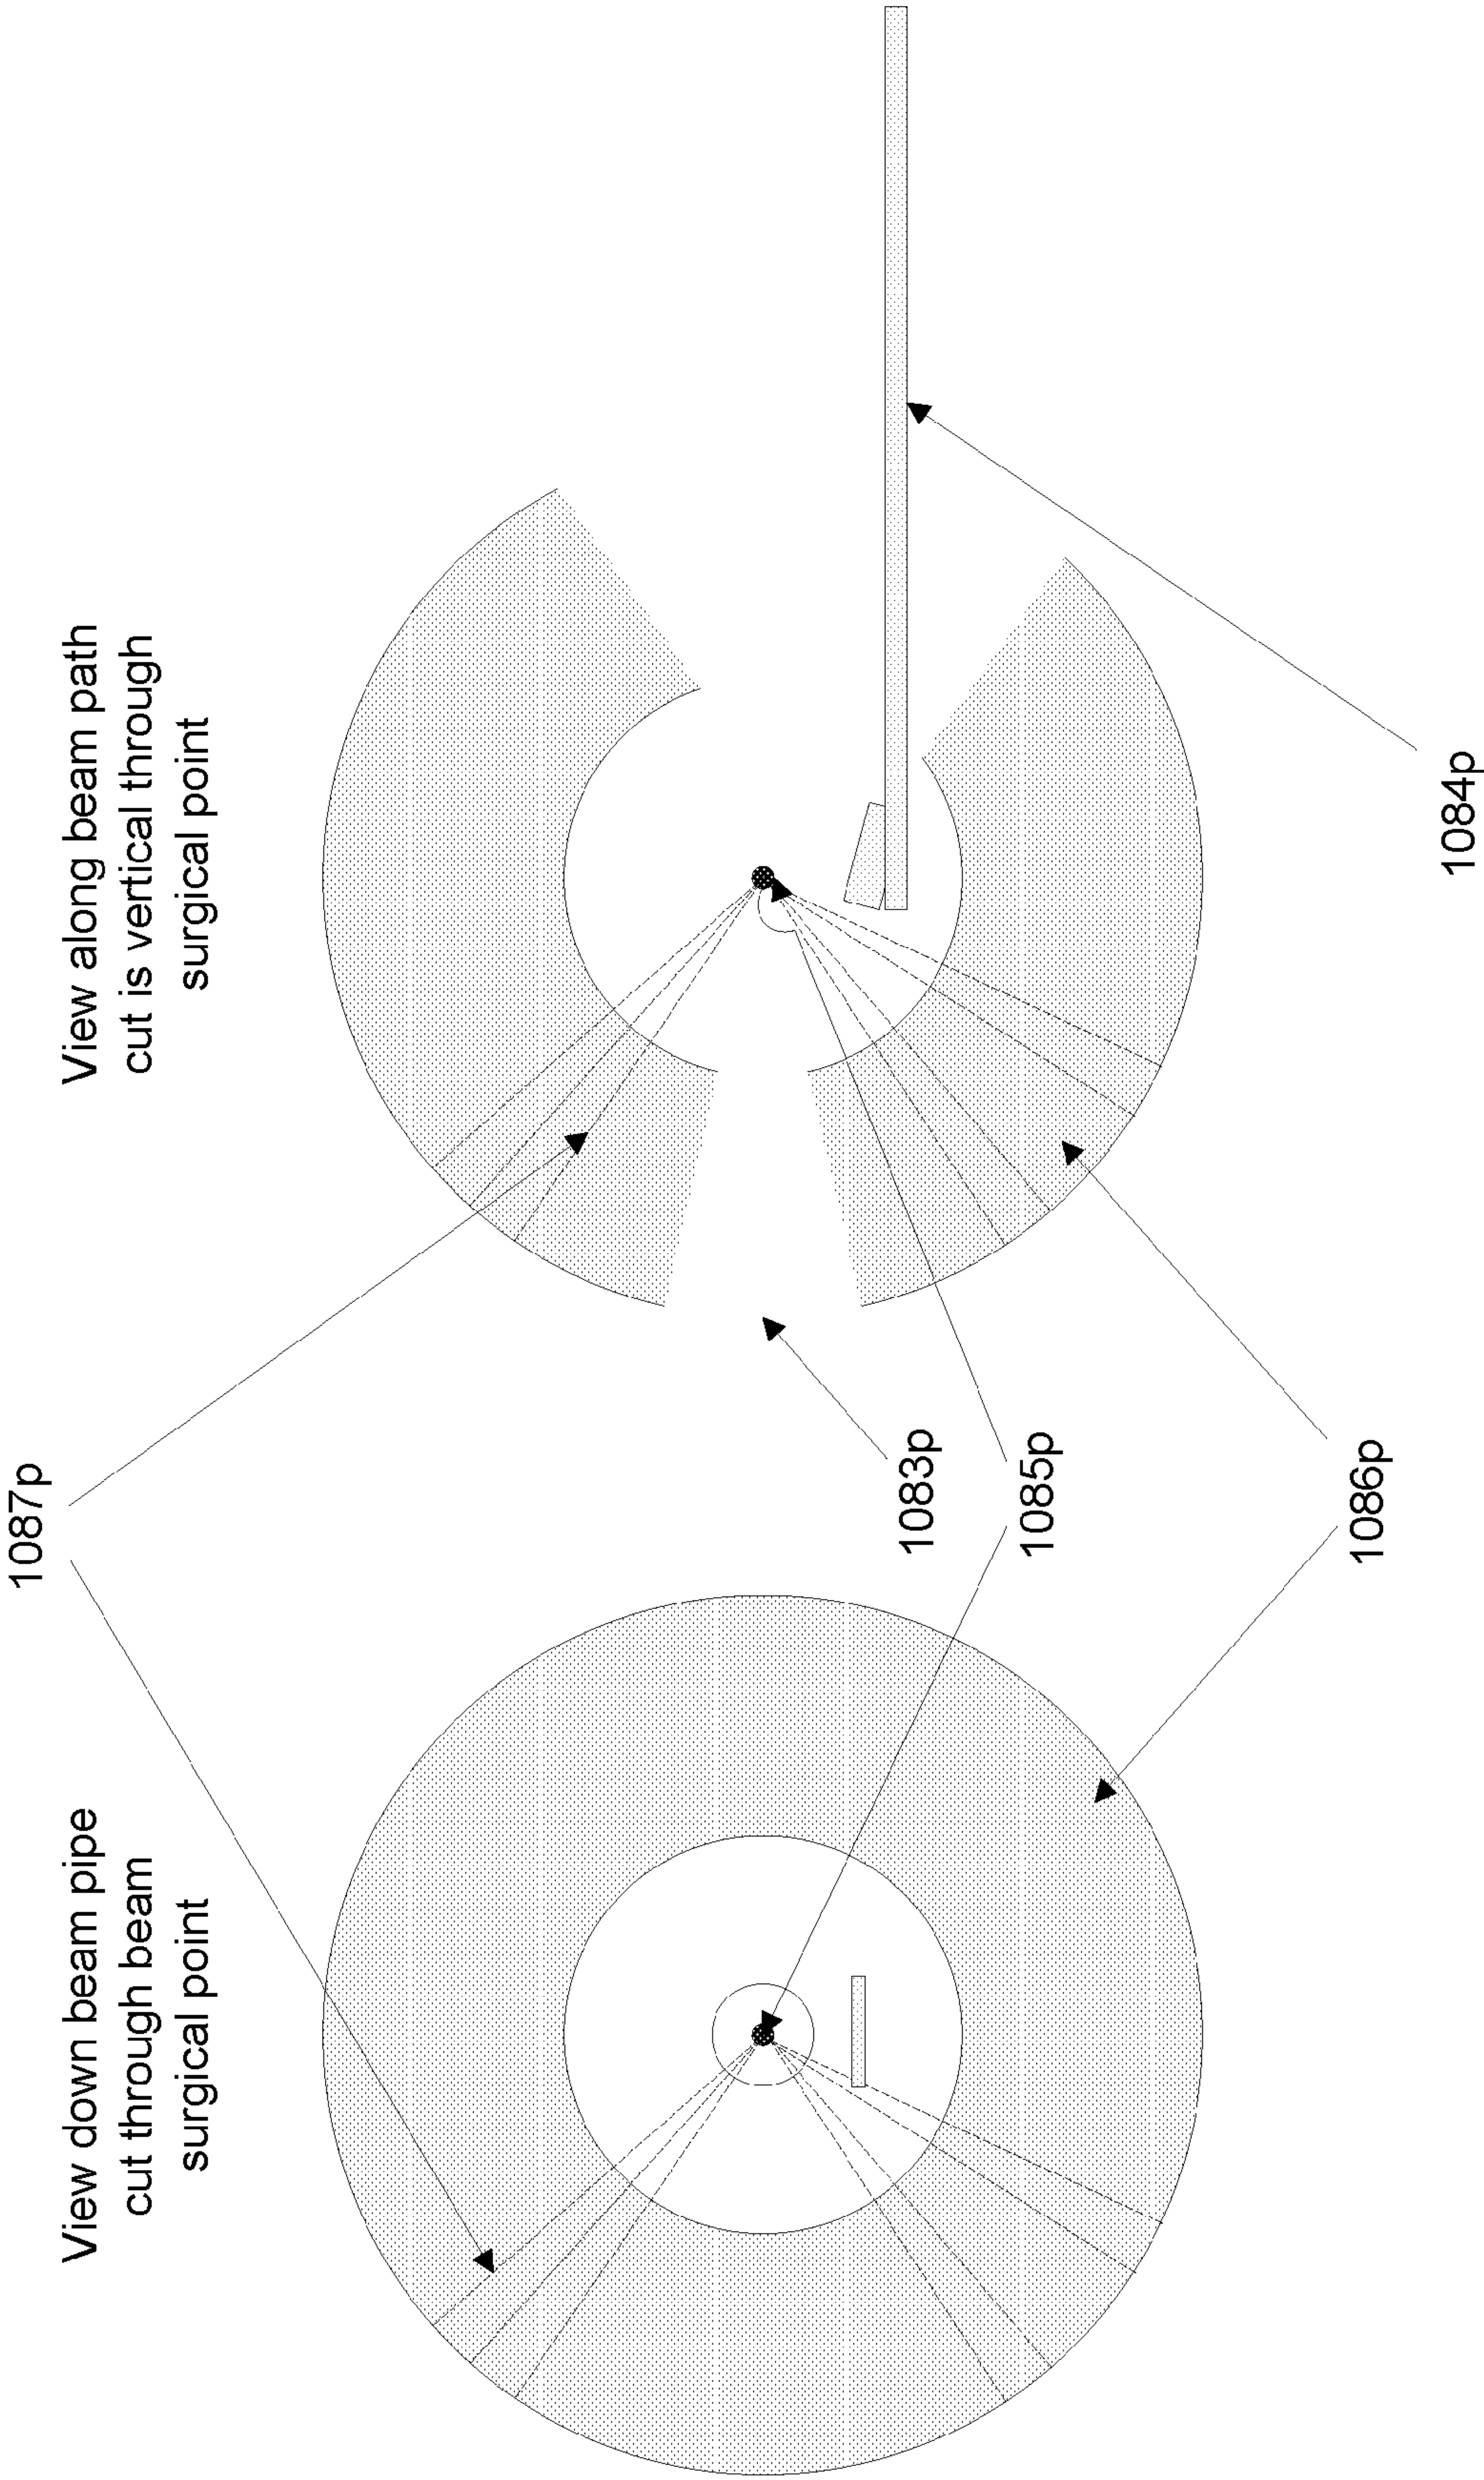 View down beam pipe
cut through beam
surgical point
View along beam path
cut is vertical through
surgical point
1087p
1083p
1085p
1086p
1084p